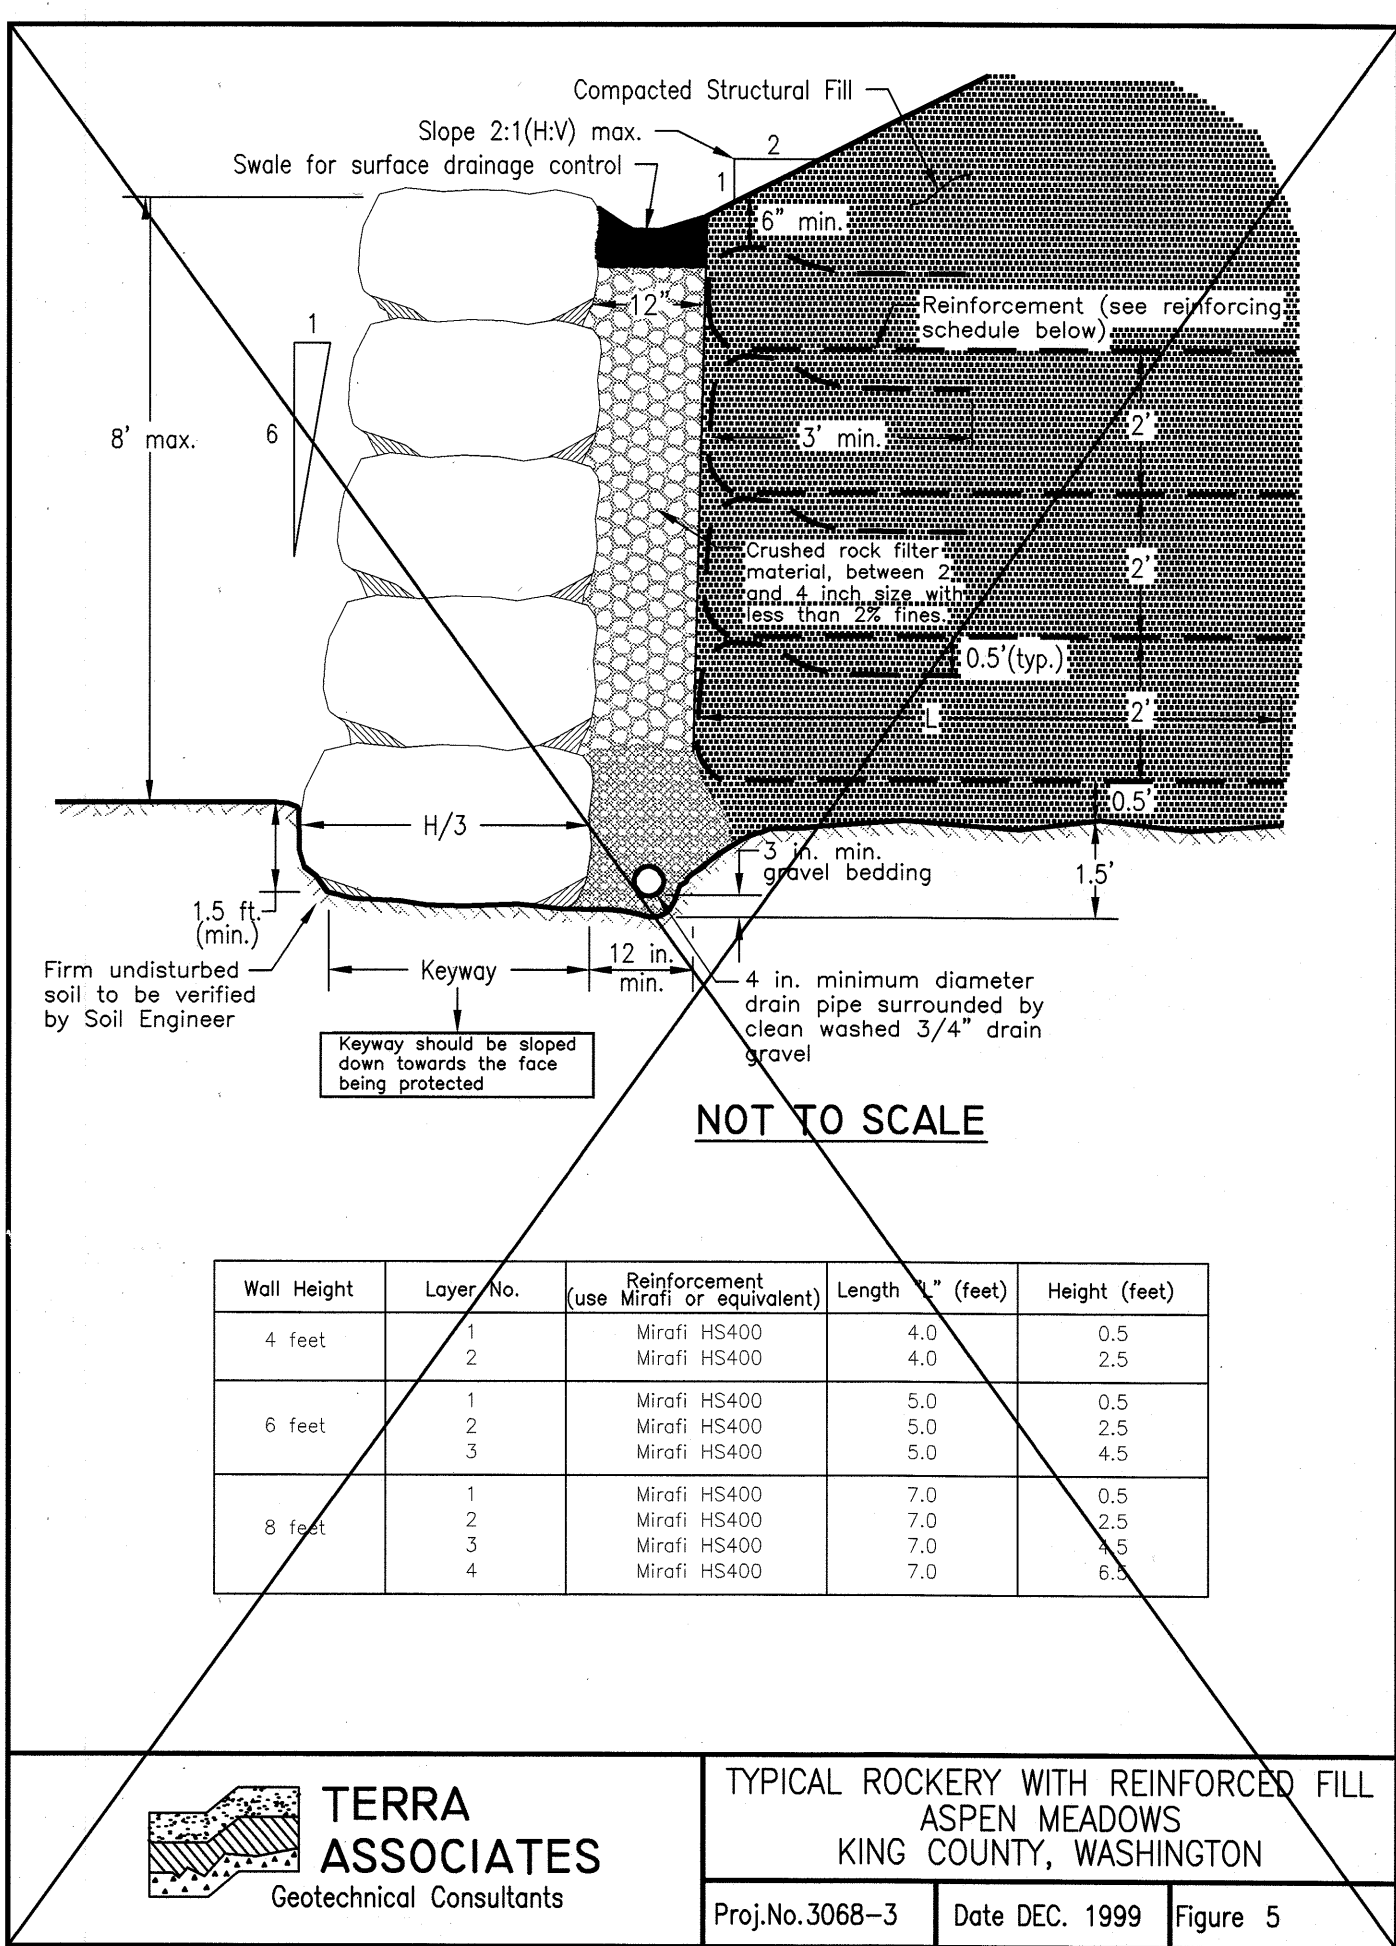 Compacted Structural Fill
Slope 2:1(H:V) max.
2
Swale for surface drainage control
1
6" min.
12"
Reinforcement (see reinforcing
schedule below)
1
6
8' max.
3' min.
2'
Crushed rock filter
material, between 2
and 4 inch size with
less than 2% fines.
2'
0.5'(typ.)
L
2'
0.5'
H/3
3 in. min.
gravel bedding
1.5'
1.5 ft.
(min.)
Firm undisturbed
soil to be verified
by Soil Engineer
Keyway
12 in.
min.
4 in. minimum diameter
drain pipe surrounded by
clean washed 3/4" drain
gravel
Keyway should be sloped
down towards the face
being protected
NOT TO SCALE
Wall Height Layer No. Reinforcement (use Mirafi or equivalent) Length "L" (feet) Height (feet)
4 feet
1 Mirafi HS400 4.0 0.5
2 Mirafi HS400 4.0 2.5
6 feet
1 Mirafi HS400 5.0 0.5
2 Mirafi HS400 5.0 2.5
3 Mirafi HS400 5.0 4.5
8 feet
1 Mirafi HS400 7.0 0.5
2 Mirafi HS400 7.0 2.5
3 Mirafi HS400 7.0 4.5
4 Mirafi HS400 7.0 6.5
TERRA
ASSOCIATES
Geotechnical Consultants
TYPICAL ROCKERY WITH REINFORCED FILL
ASPEN MEADOWS
KING COUNTY, WASHINGTON
Proj.No.3068-3 Date DEC. 1999 Figure 5